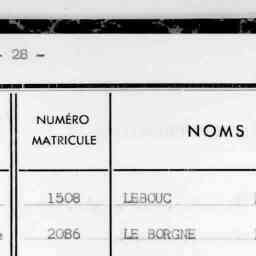 - 28 -
NUMÉRO
MATRICULE
NOMS
1508 LEBOUC
2086 LE BORGNE